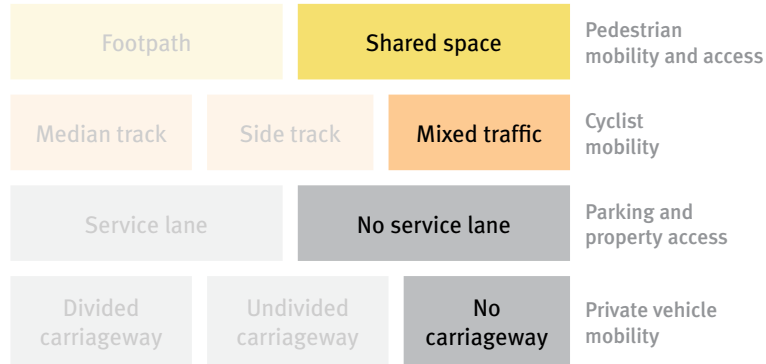 Footpath
Shared space
Pedestrian
mobility and access
Median track
Side track
Mixed traffic
Cyclist
mobility
Service lane
No service lane
Parking and
property access
Divided
carriageway
Undivided
carriageway
No
carriageway
Private vehicle
mobility